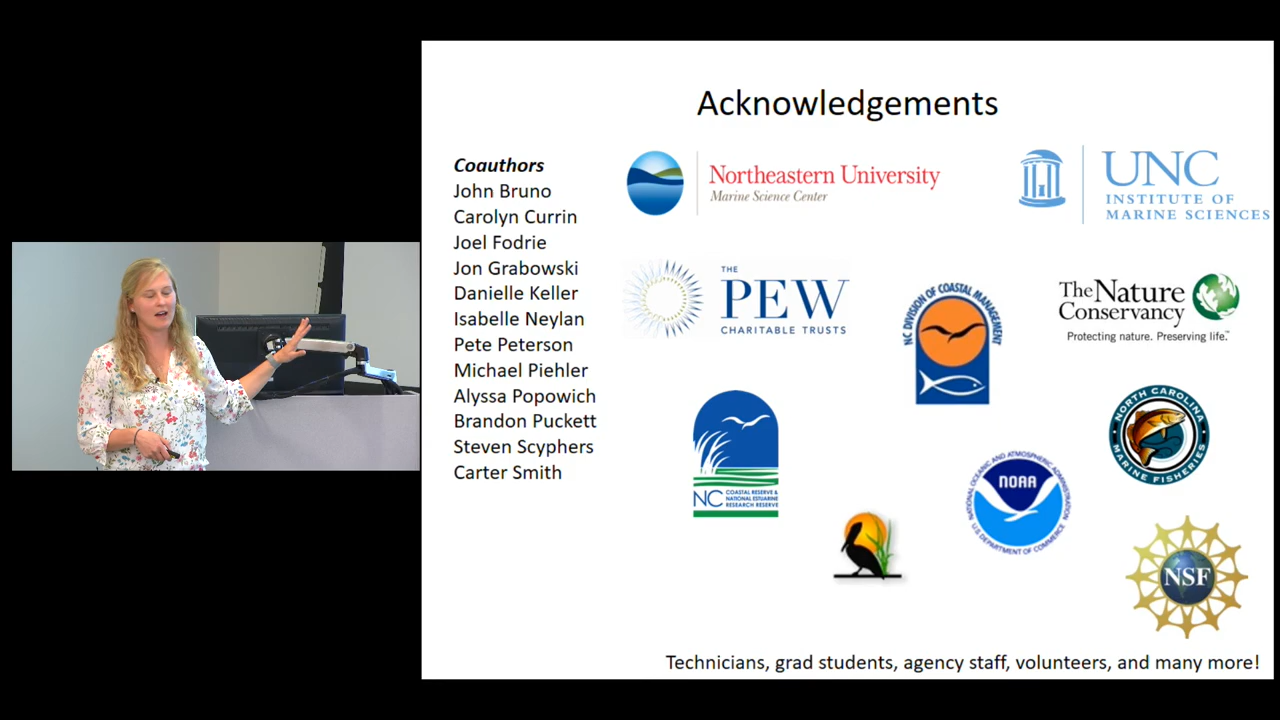 Acknowledgements
Coauthors
John Bruno
Carolyn Currin
Joel Fodrie
Jon Grabowski
Danielle Keller
Isabelle Neylan
Pete Peterson
Michael Piehler
Alyssa Popowich
Brandon Puckett
Steven Scyphers
Carter Smith
Northeastern University
Marine Science Center
UNC
INSTITUTE OF
MARINE SCIENCES
THE
PEW
CHARITABLE TRUSTS
NC DIVISION OF COASTAL MANAGEMENT
The Nature
Conservancy
Protecting nature. Preserving life.™
NC
COASTAL RESERVE &
NATIONAL ESTUARINE
RESEARCH RESERVE
NORTH CAROLINA
MARINE FISHERIES
NATIONAL OCEANIC AND ATMOSPHERIC ADMINISTRATION
NOAA
U.S. DEPARTMENT OF COMMERCE
NSF
Technicians, grad students, agency staff, volunteers, and many more!